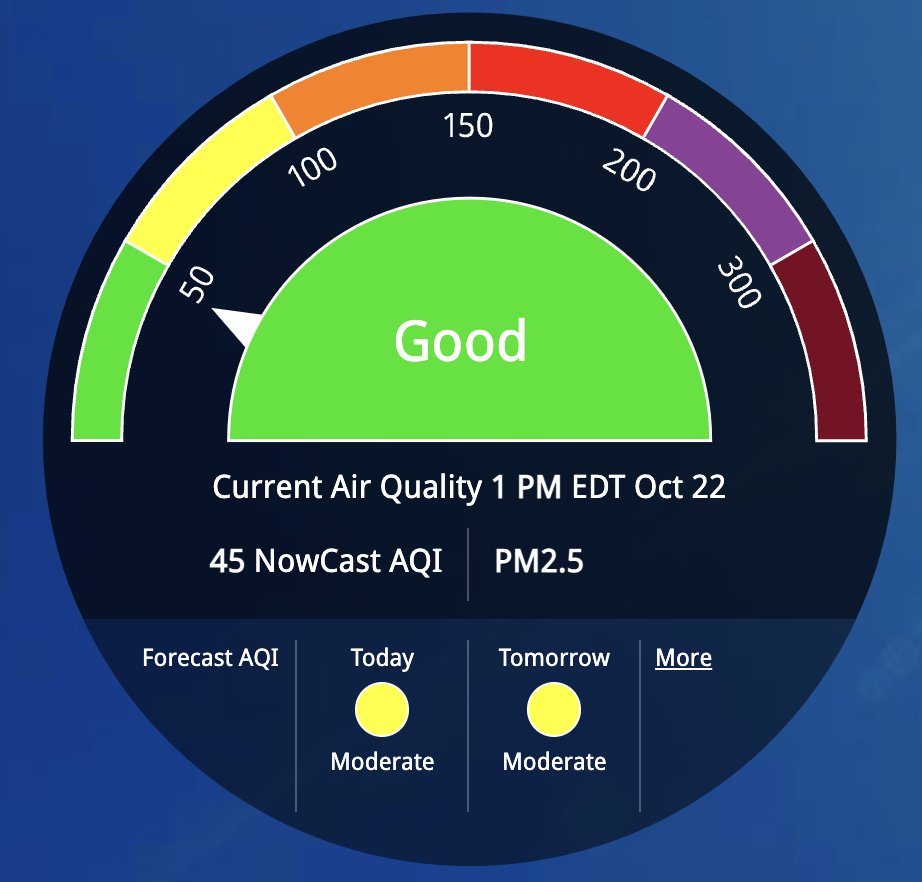 50
100
150
200
300
Good
Current Air Quality 1 PM EDT Oct 22
45 NowCast AQI
PM2.5
Forecast AQI
Today
Moderate
Tomorrow
Moderate
More